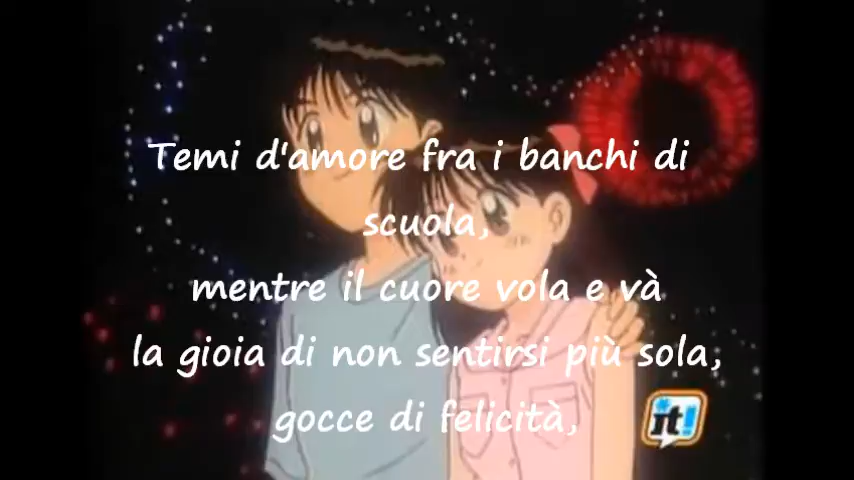 Temi d'amore fra i banchi di
scuola,
mentre il cuore vola e và
la gioia di non sentirsi più sola,
gocce di felicità,
it!